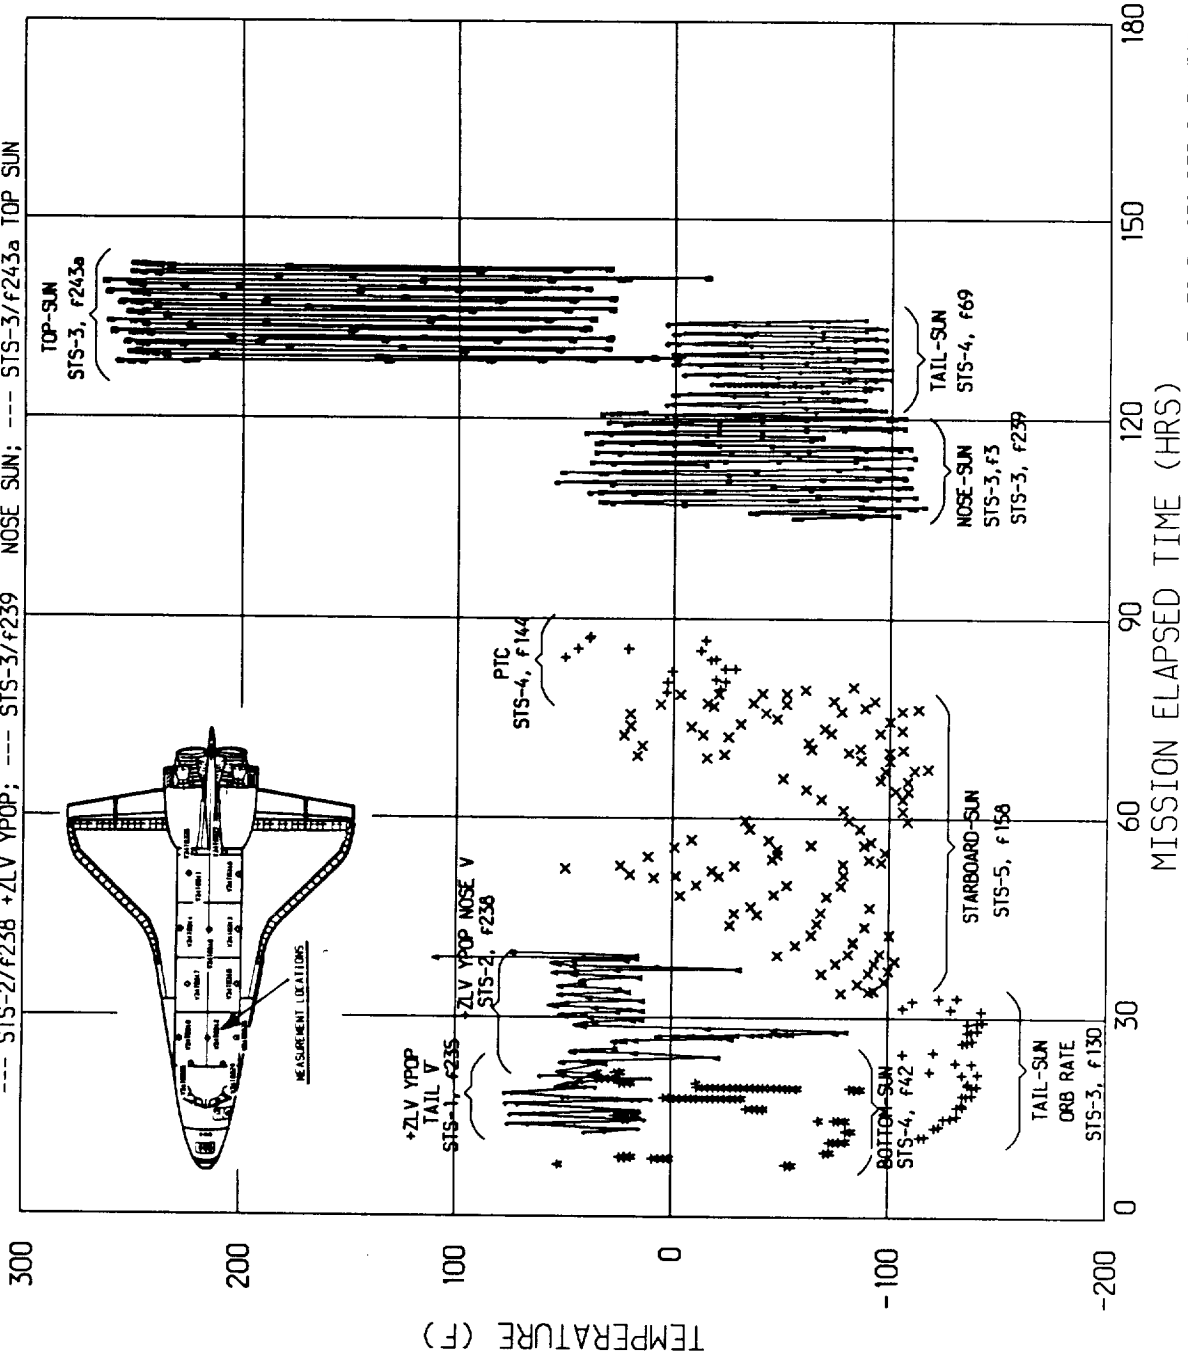 --- STS-2/f238 +ZLV YPOP; --- STS-3/f239 NOSE SUN; --- STS-3/f243a TOP SUN
300
200
100
0
-100
-200
TEMPERATURE (F)
TOP-SUN
STS-3, f243a
PTC
STS-4, f144
MEASUREMENT LOCATIONS
+ZLV YPOP NOSE V
STS-2, f238
+ZLV YPOP
TAIL V
STS-1, f235
TAIL-SUN
STS-4, f69
NOSE-SUN
STS-3,f3
STS-3, f239
STARBOARD-SUN
STS-5, f158
BOTTOM-SUN
STS-4, f42
TAIL-SUN
ORB RATE
STS-3, f130
0
30
60
90
120
150
180
MISSION ELAPSED TIME (HRS)